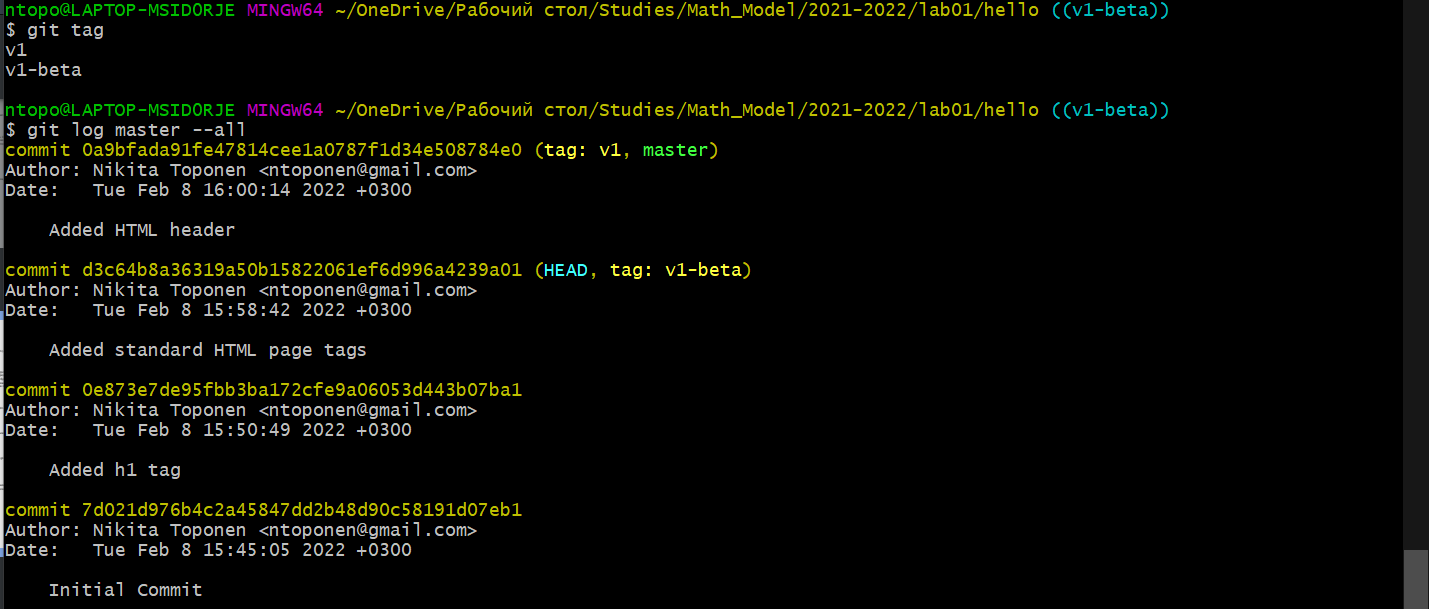 ntopo@LAPTOP-MSIDORJE MINGW64 ~/OneDrive/Рабочий стол/Studies/Math_Model/2021-2022/lab01/hello ((v1-beta))
$ git tag
v1
v1-beta
ntopo@LAPTOP-MSIDORJE MINGW64 ~/OneDrive/Рабочий стол/Studies/Math_Model/2021-2022/lab01/hello ((v1-beta))
$ git log master --all
commit 0a9bfada91fe47814cee1a0787f1d34e508784e0 (tag: v1, master)
Author: Nikita Toponen <ntoponen@gmail.com>
Date:   Tue Feb 8 16:00:14 2022 +0300
Added HTML header
commit d3c64b8a36319a50b15822061ef6d996a4239a01 (HEAD, tag: v1-beta)
Author: Nikita Toponen <ntoponen@gmail.com>
Date:   Tue Feb 8 15:58:42 2022 +0300
Added standard HTML page tags
commit 0e873e7de95fbb3ba172cfe9a06053d443b07ba1
Author: Nikita Toponen <ntoponen@gmail.com>
Date:   Tue Feb 8 15:50:49 2022 +0300
Added h1 tag
commit 7d021d976b4c2a45847dd2b48d90c58191d07eb1
Author: Nikita Toponen <ntoponen@gmail.com>
Date:   Tue Feb 8 15:45:05 2022 +0300
Initial Commit